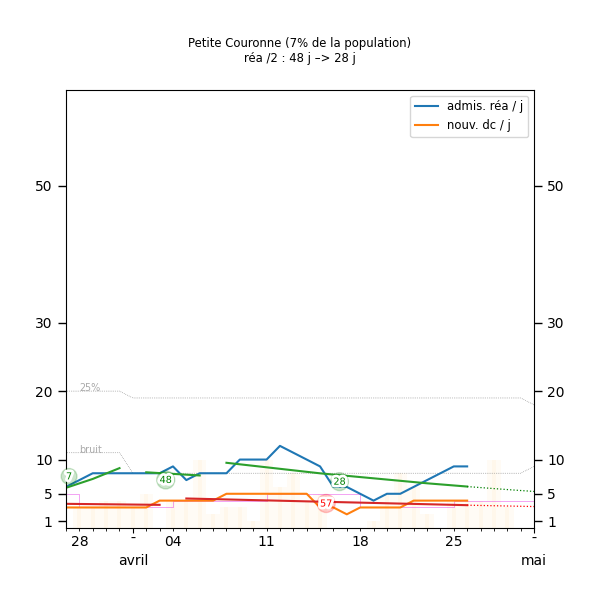 Petite Couronne (7% de la population)
réa /2 : 48 j –> 28 j
admis. réa / j
nouv. dc / j
50 50
30 30
20 20
25%
bruit
10 10
7
48
28
5 5
57
1 1
28 - 04 11 18 25 -
avril mai